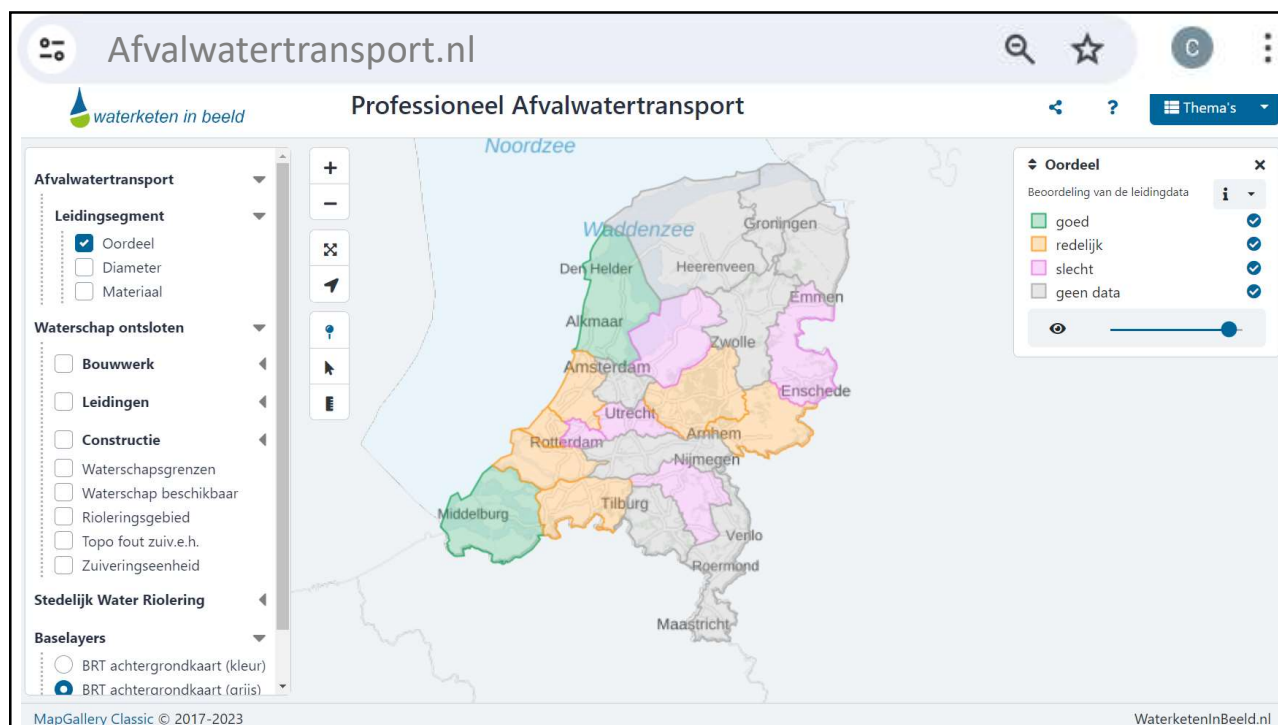 Afvalwatertransport.nl
C
waterketen in beeld
Professioneel Afvalwatertransport
?
Thema's
Afvalwatertransport
Leidingsegment
Oordeel
Diameter
Materiaal
Waterschap ontsloten
Bouwwerk
Leidingen
Constructie
Waterschapsgrenzen
Waterschap beschikbaar
Rioleringsgebied
Topo fout zuiv.e.h.
Zuiveringseenheid
Stedelijk Water Riolering
Baselayers
BRT achtergrondkaart (kleur)
BRT achtergrondkaart (grijs)
+
−
Noordzee
Waddenzee
Groningen
Den Helder
Heerenveen
Emmen
Alkmaar
Zwolle
Amsterdam
Enschede
Utrecht
Rotterdam
Arnhem
Nijmegen
Middelburg
Tilburg
Venlo
Roermond
Maastricht
Oordeel
Beoordeling van de leidingdata
i
goed
redelijk
slecht
geen data
MapGallery Classic © 2017-2023
WaterketenInBeeld.nl